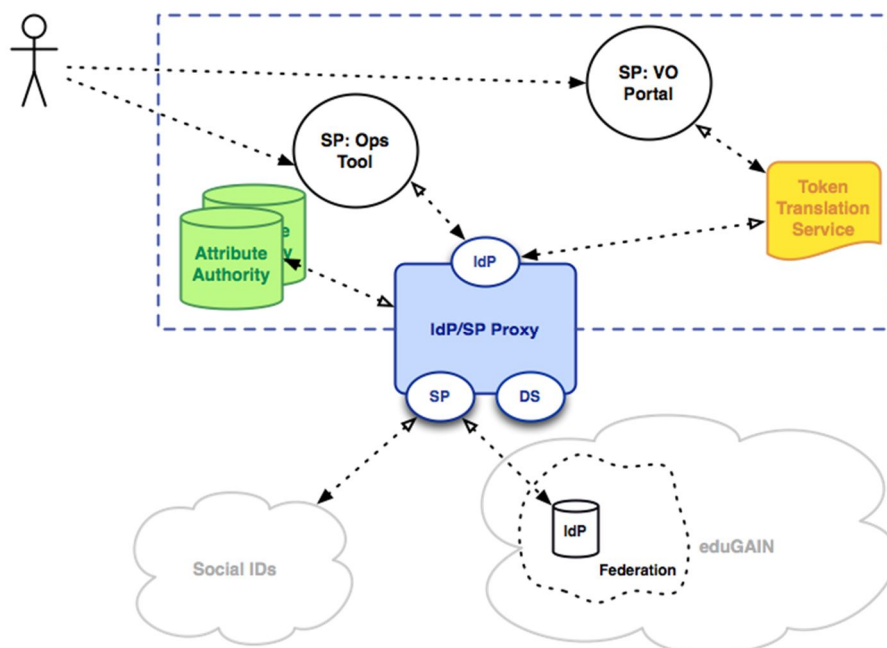 SP: VO
Portal
SP: Ops
Tool
Token
Translation
Service
Attribute
Authority
IdP
IdP/SP Proxy
SP
DS
IdP
Federation
eduGAIN
Social IDs